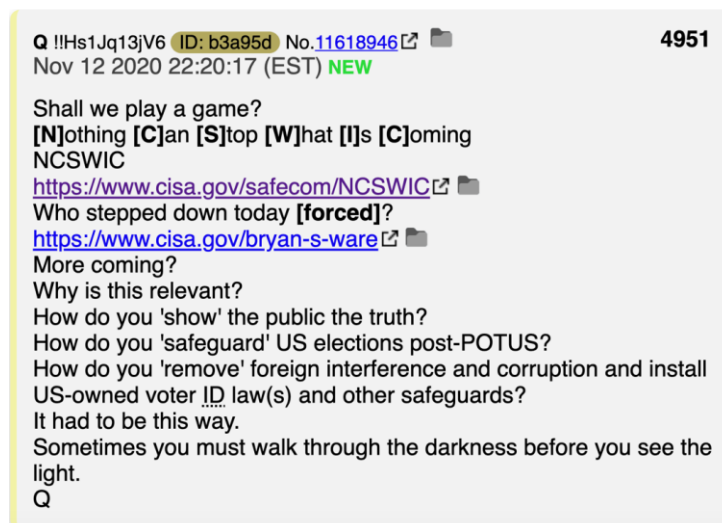 Q !!Hs1Jq13jV6 ID: b3a95d No.11618946 4951
Nov 12 2020 22:20:17 (EST) NEW
Shall we play a game?
[N]othing [C]an [S]top [W]hat [I]s [C]oming
NCSWIC
https://www.cisa.gov/safecom/NCSWIC
Who stepped down today [forced]?
https://www.cisa.gov/bryan-s-ware
More coming?
Why is this relevant?
How do you 'show' the public the truth?
How do you 'safeguard' US elections post-POTUS?
How do you 'remove' foreign interference and corruption and install
US-owned voter ID law(s) and other safeguards?
It had to be this way.
Sometimes you must walk through the darkness before you see the
light.
Q